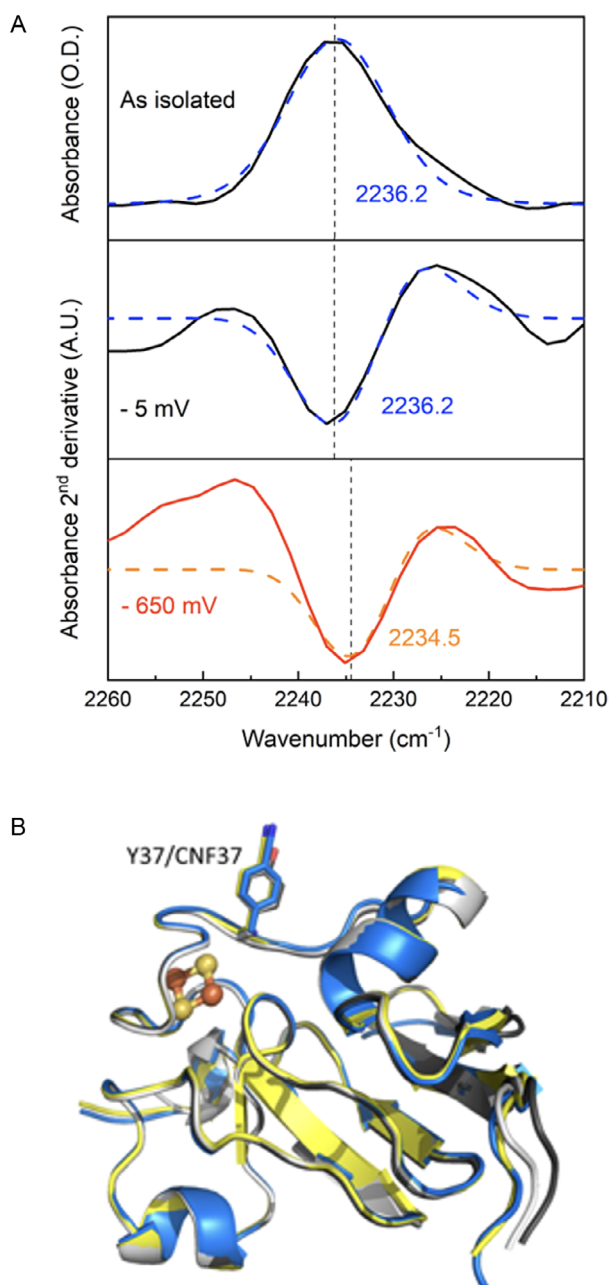 A
Absorbance (O.D.)
As isolated
2236.2
Absorbance 2nd derivative (A.U.)
- 5 mV
2236.2
- 650 mV
2234.5
2260 2250 2240 2230 2220 2210
Wavenumber (cm-1)
B
Y37/CNF37